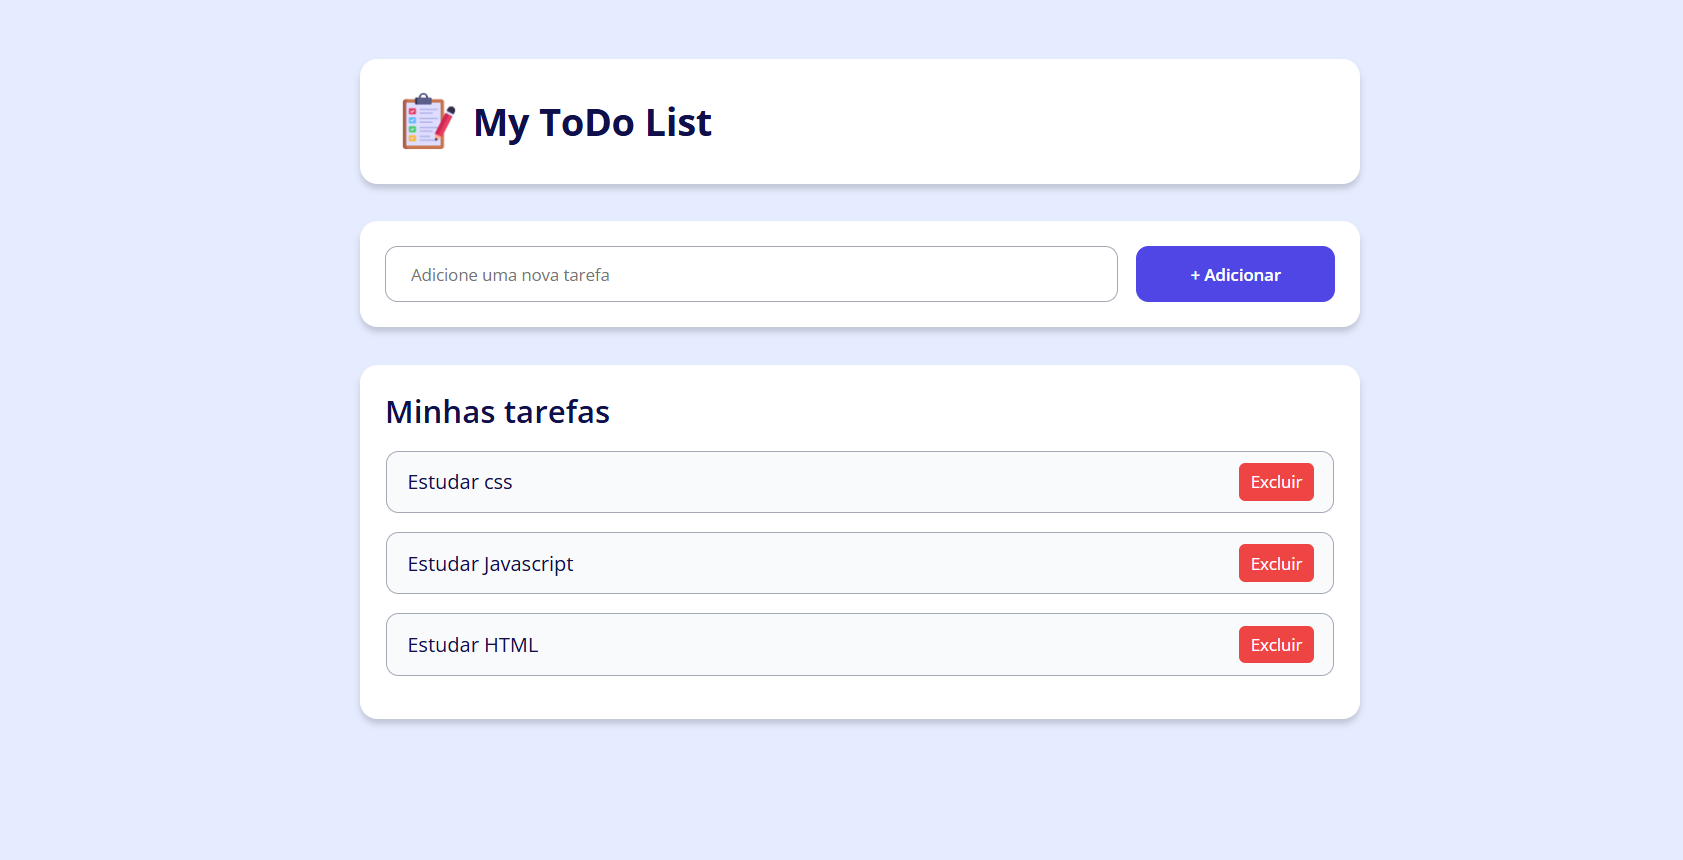 My ToDo List
Adicione uma nova tarefa
+ Adicionar
Minhas tarefas
Estudar css
Excluir
Estudar Javascript
Excluir
Estudar HTML
Excluir